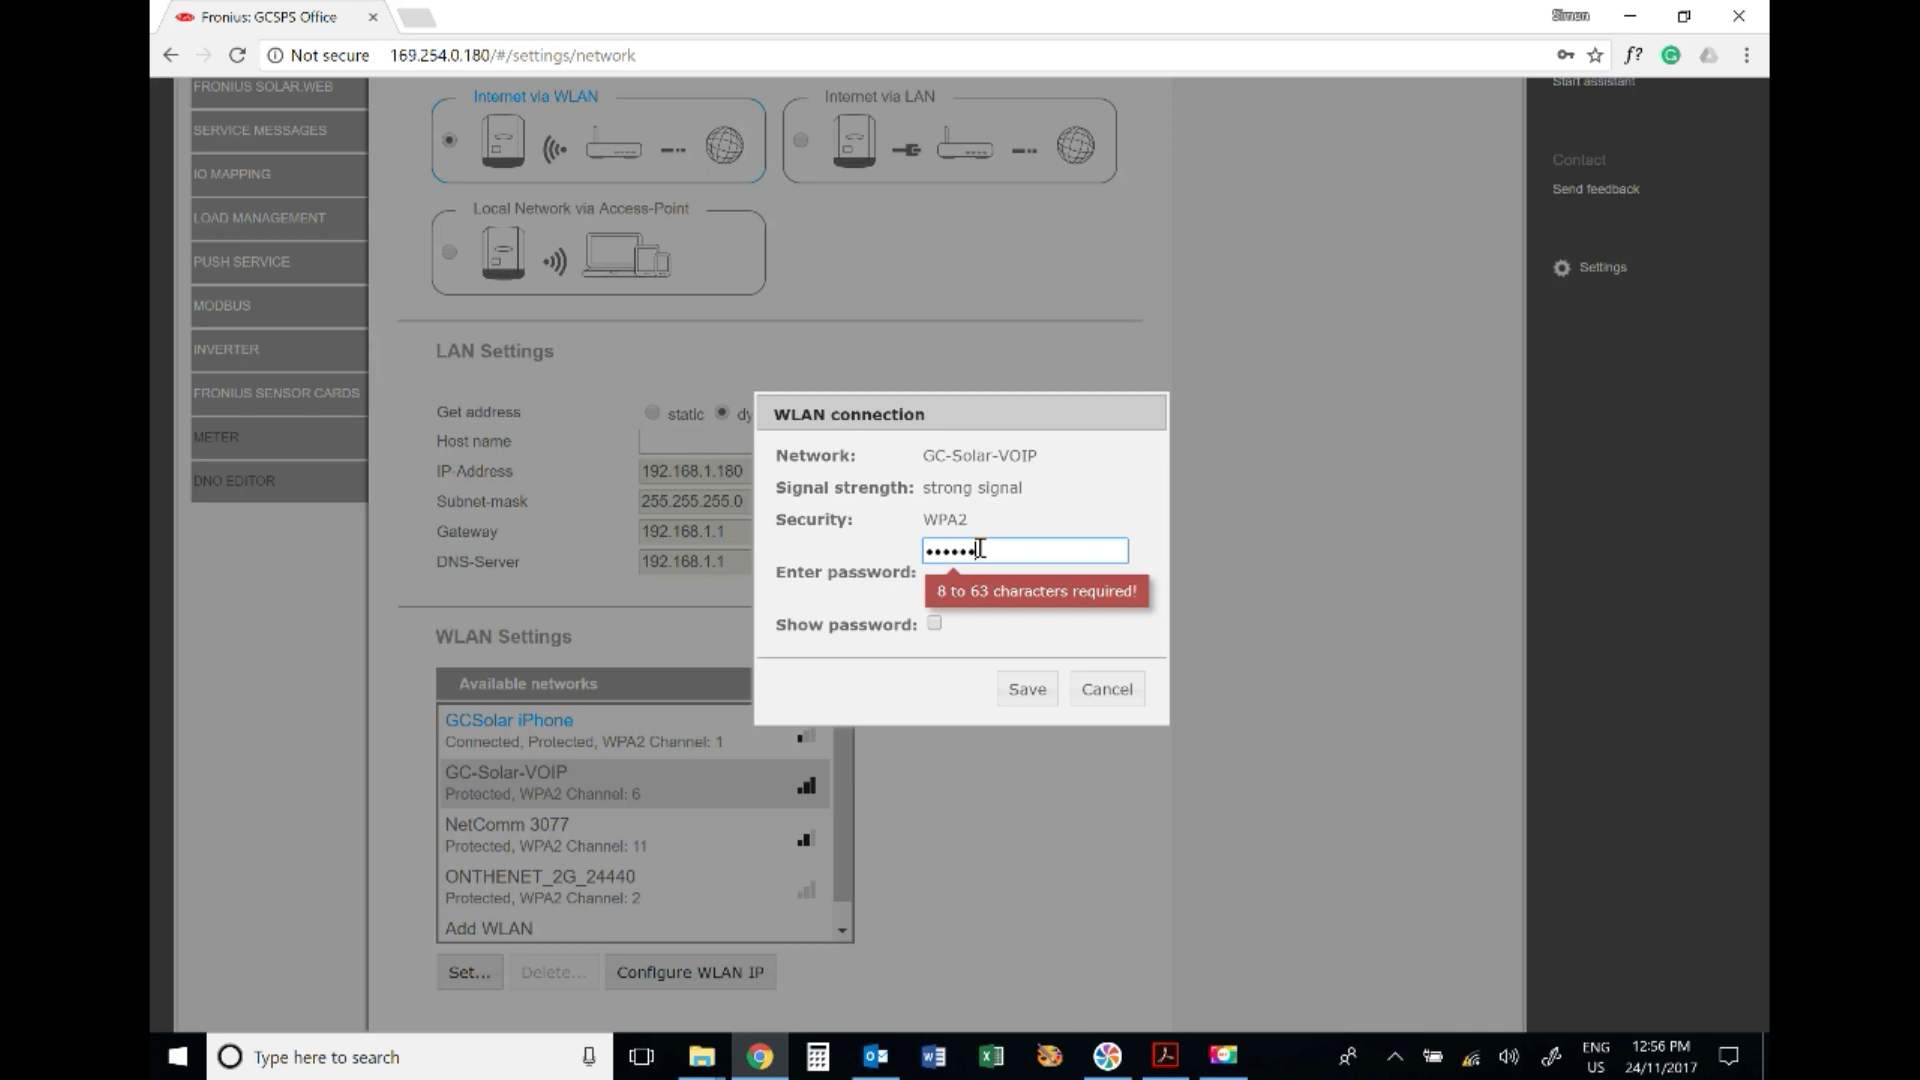 Fronius: GCSPS Office
Simon
Not secure 169.254.0.180/#/settings/network
f?
FRONIUS SOLAR.WEB
SERVICE MESSAGES
IO MAPPING
LOAD MANAGEMENT
PUSH SERVICE
MODBUS
INVERTER
FRONIUS SENSOR CARDS
METER
DNO EDITOR
Internet via WLAN
Internet via LAN
Local Network via Access-Point
LAN Settings
Get address static dy
Host name
IP-Address 192.168.1.180
Subnet-mask 255.255.255.0
Gateway 192.168.1.1
DNS-Server 192.168.1.1
WLAN Settings
Available networks
GCSolar iPhone
Connected, Protected, WPA2 Channel: 1
GC-Solar-VOIP
Protected, WPA2 Channel: 6
NetComm 3077
Protected, WPA2 Channel: 11
ONTHENET_2G_24440
Protected, WPA2 Channel: 2
Add WLAN
Set... Delete... Configure WLAN IP
WLAN connection
Network: GC-Solar-VOIP
Signal strength: strong signal
Security: WPA2
Enter password: ••••••
8 to 63 characters required!
Show password:
Save Cancel
Start assistant
Contact
Send feedback
Settings
Type here to search
ENG
US
12:56 PM
24/11/2017